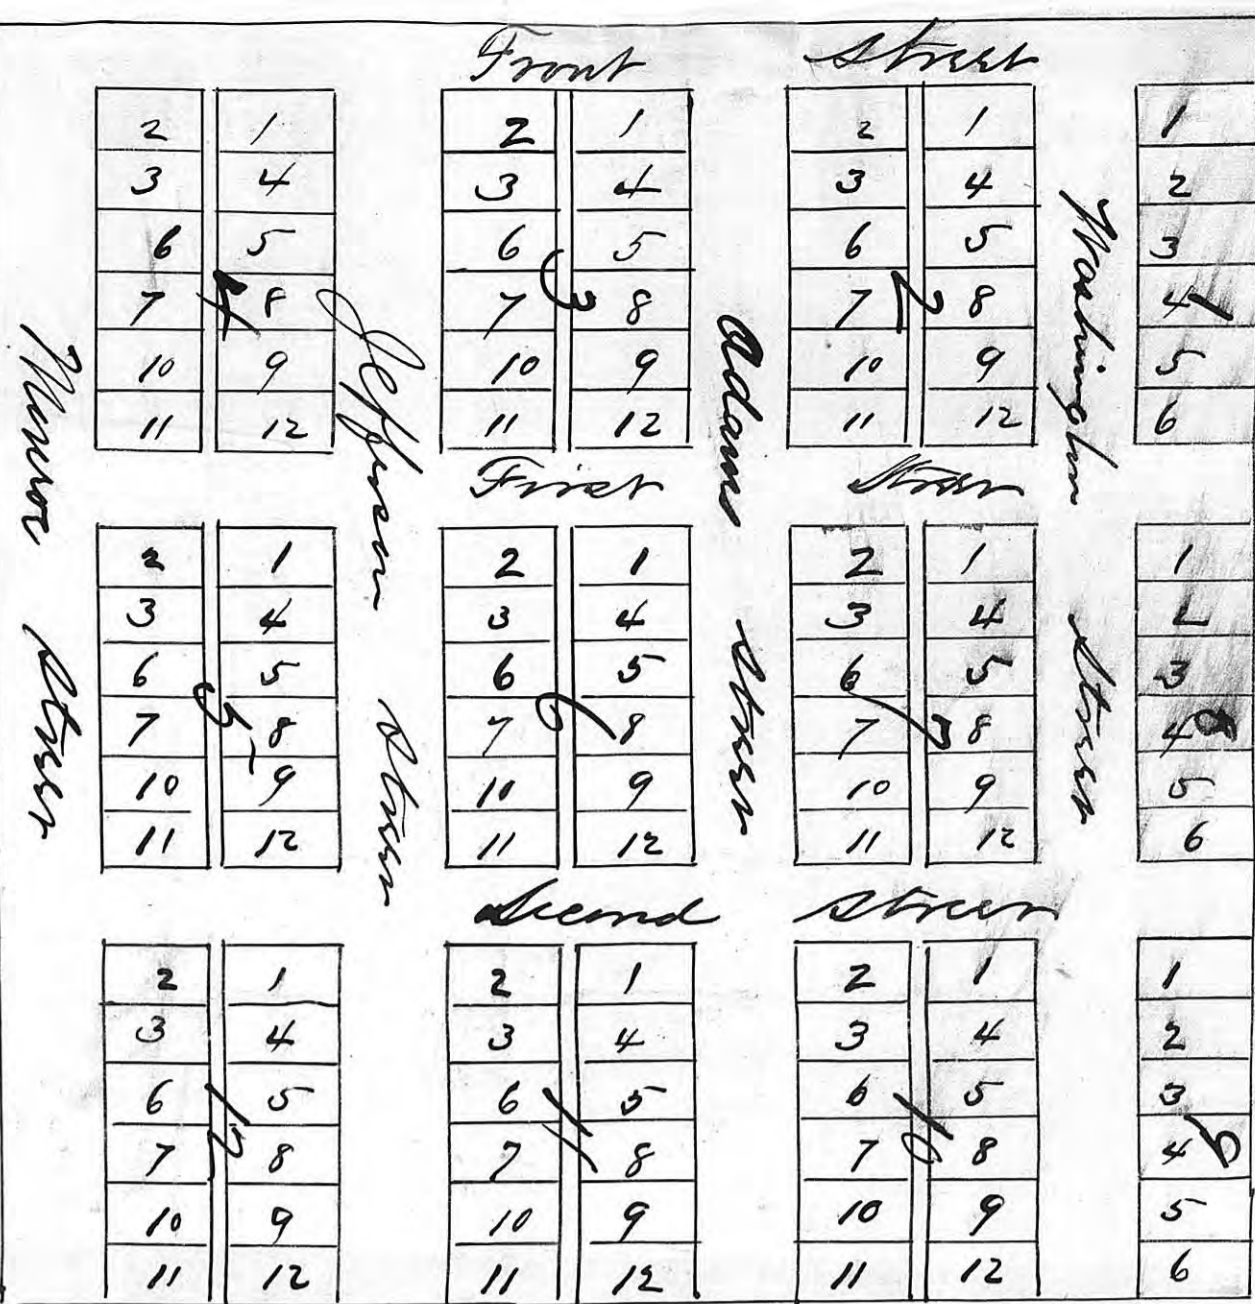 Front Street
2 1 2 1 2 1 1
3 4 3 4 3 4 2
6 5 6 5 6 5 3
7 4 8 7 3 8 7 2 8 4 1
10 9 10 9 10 9 5
11 12 11 12 11 12 6
Munroe Street
Jefferson Street
Adams Street
Washington Street
First Street
2 1 2 1 2 1 1
3 4 3 4 3 4 2
6 5 6 5 6 5 3
7 5 8 7 6 8 7 7 8 4 8
10 9 10 9 10 9 5
11 12 11 12 11 12 6
Second Street
2 1 2 1 2 1 1
3 4 3 4 3 4 2
6 5 6 5 6 5 3
7 12 8 7 11 8 7 10 8 4 9
10 9 10 9 10 9 5
11 12 11 12 11 12 6